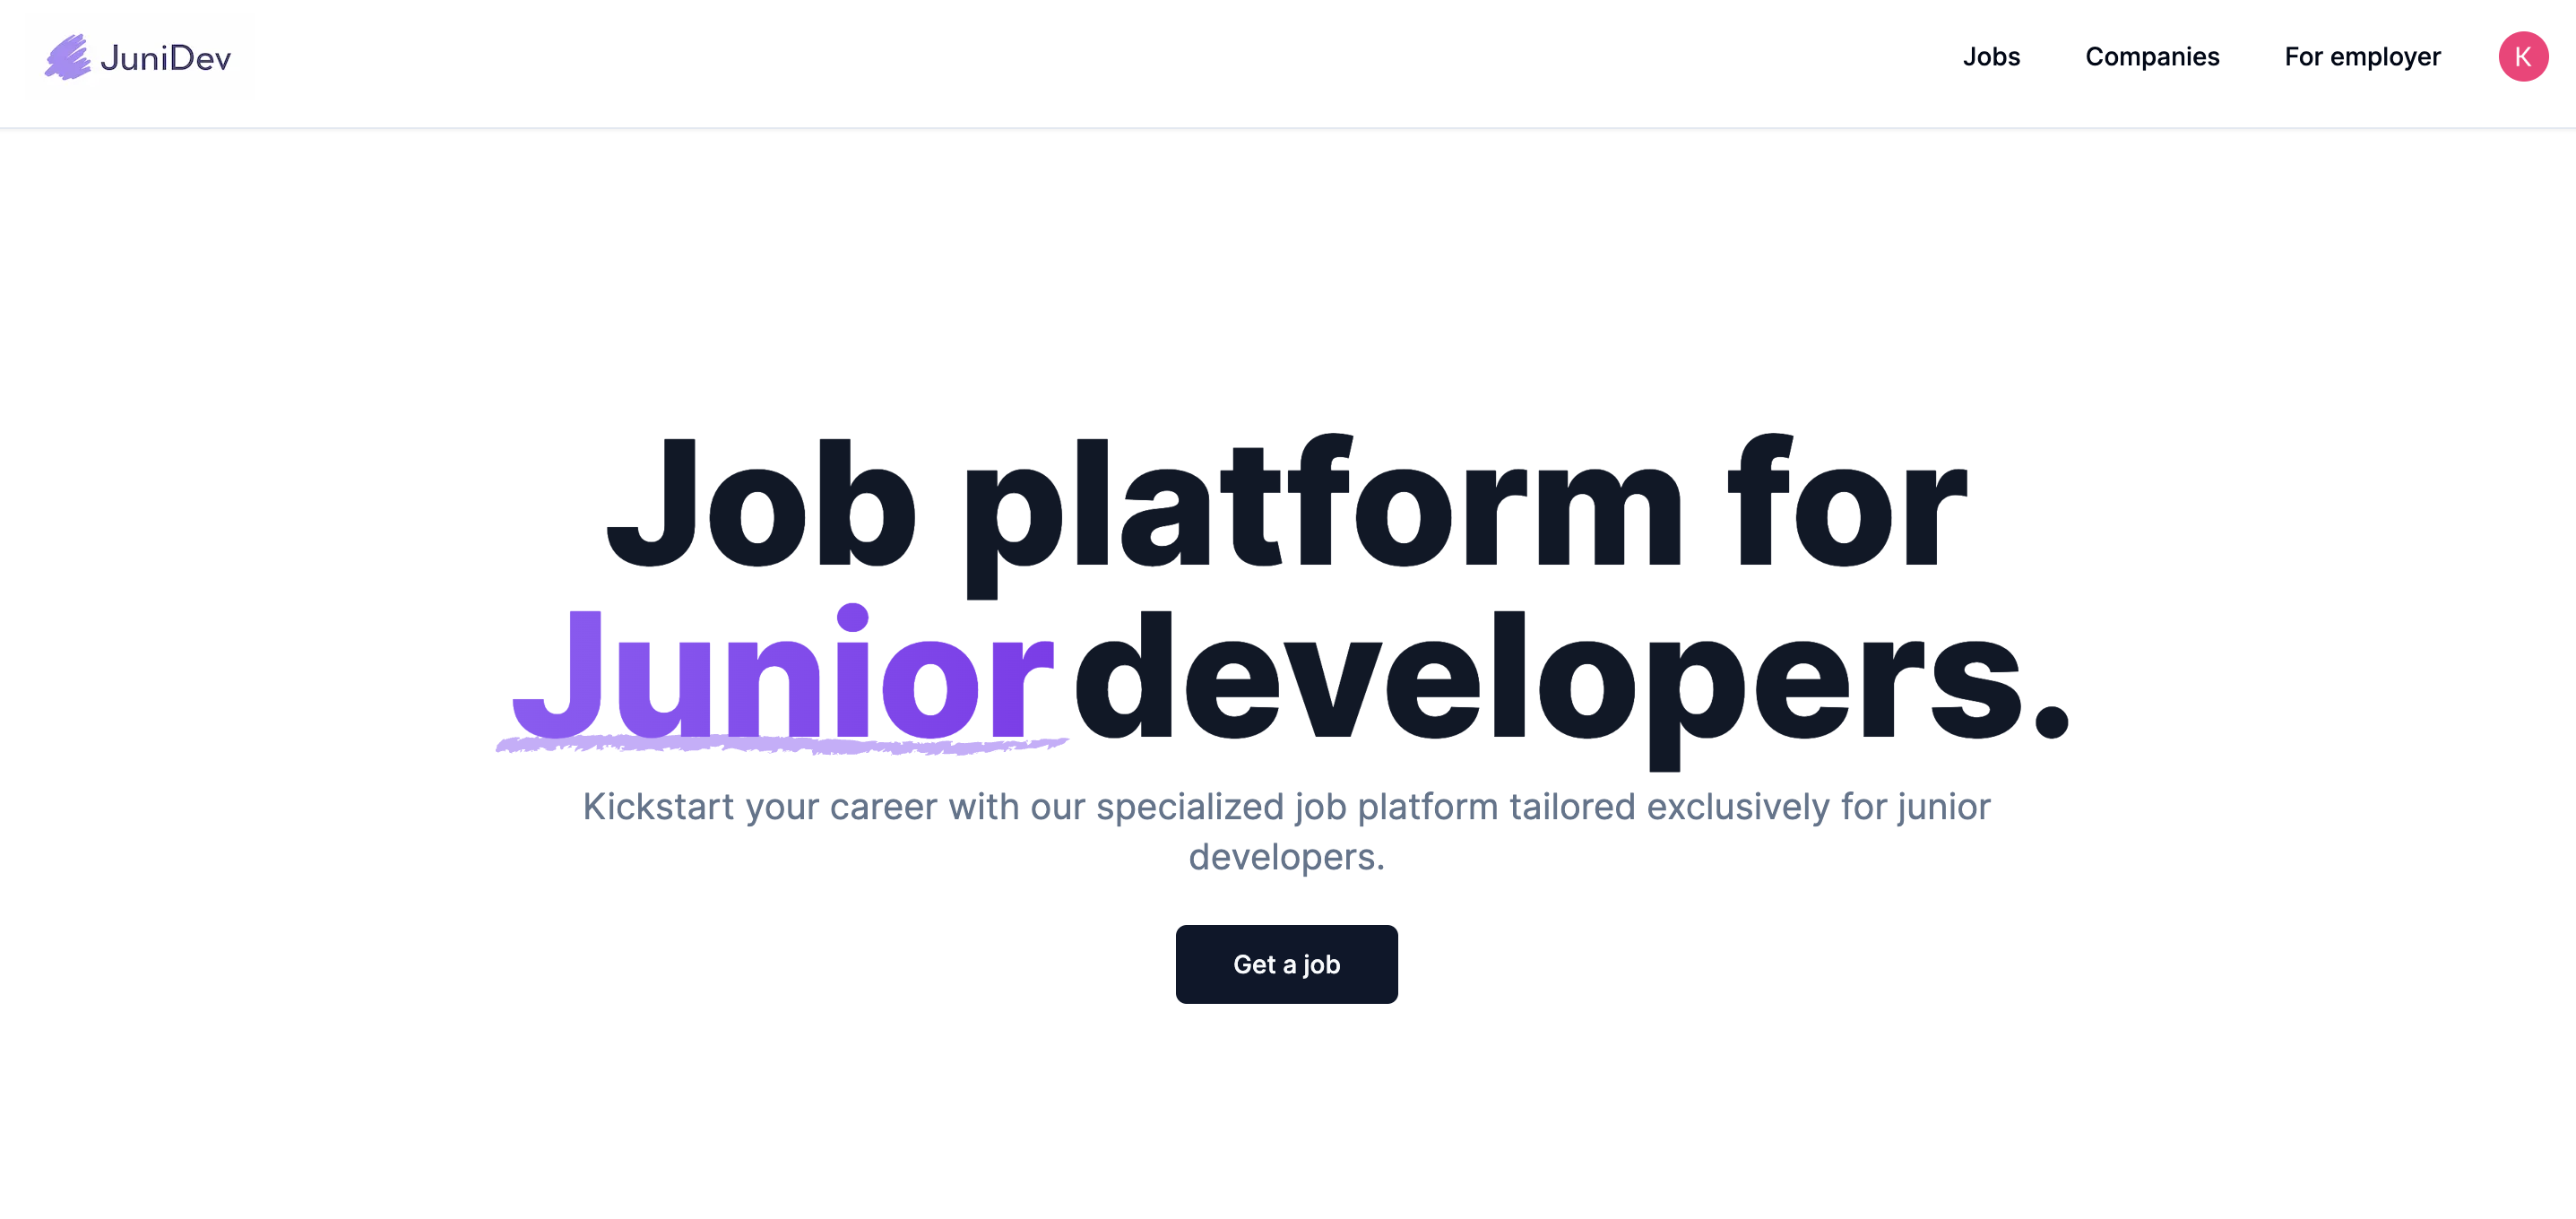 JuniDev
Jobs
Companies
For employer
K
Job platform for
Junior developers.
Kickstart your career with our specialized job platform tailored exclusively for junior
developers.
Get a job